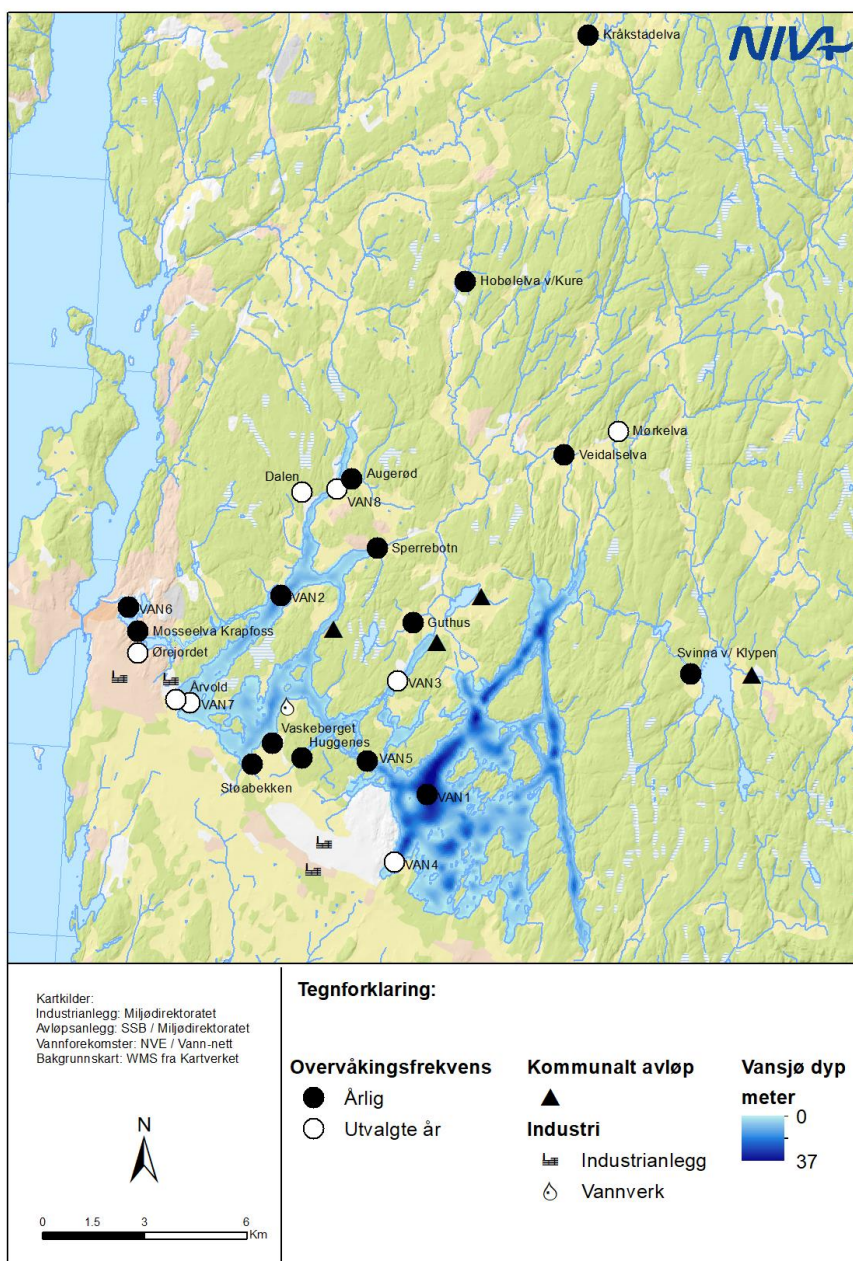 NIVA
Kråkstadelva
Hobølelva v/Kure
Mørkelva
Veidalselva
Dalen
Augerød
VAN8
Sperrebotn
VAN2
VAN6
Guthus
Mosseelva Krapfoss
Ørejordet
Svinna v/ Klypen
VAN3
Årvold
VAN7
Vaskeberget
Huggenes
VAN5
Støabekken
VAN1
VAN4
Kartkilder:
Industrianlegg: Miljødirektoratet
Avløpsanlegg: SSB / Miljødirektoratet
Vannforekomster: NVE / Vann-nett
Bakgrunnskart: WMS fra Kartverket
N
0 1.5 3 6
Km
Tegnforklaring:
Overvåkingsfrekvens
Årlig
Utvalgte år
Kommunalt avløp
Industri
Industrianlegg
Vannverk
Vansjø dyp
meter
0
37